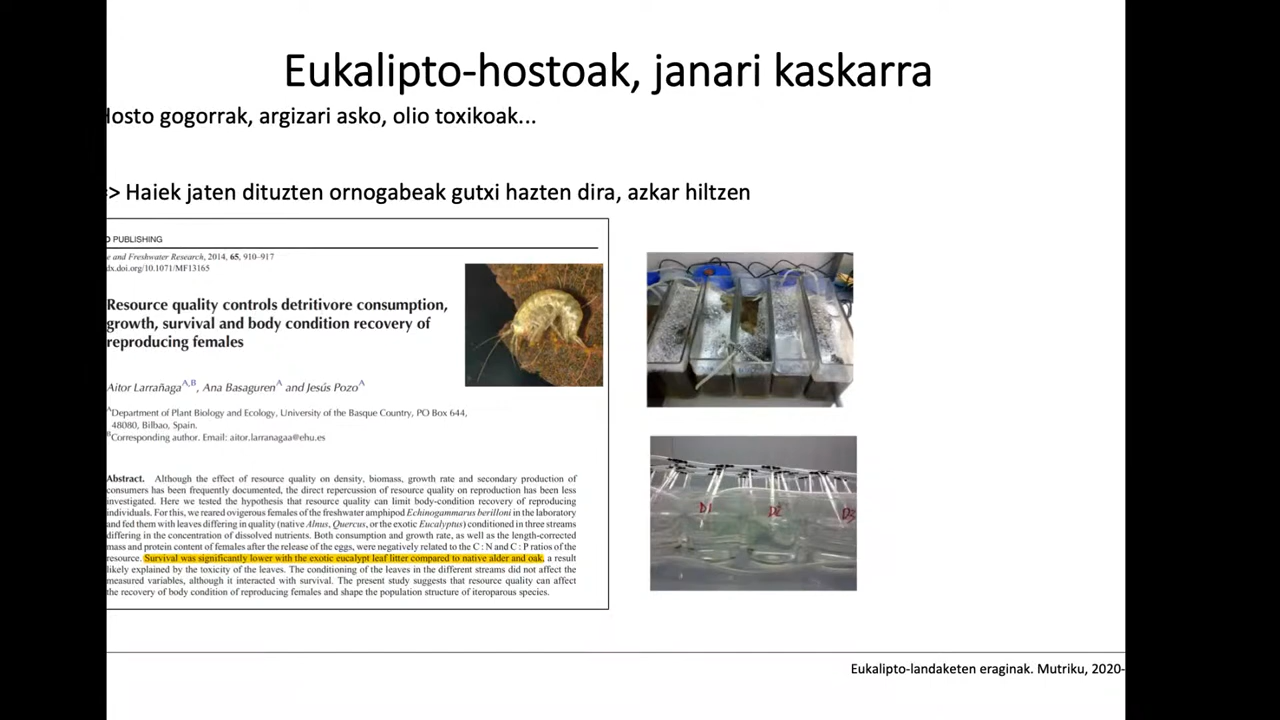 Eukalipto-hostoak, janari kaskarra
Hosto gogorrak, argizari asko, olio toxikoak...
=> Haiek jaten dituzten ornogabeak gutxi hazten dira, azkar hiltzen
PUBLISHING
e and Freshwater Research, 2014, 65, 910–917
dx.doi.org/10.1071/MF13165
Resource quality controls detritivore consumption,
growth, survival and body condition recovery of
reproducing females
Aitor Larrañaga A,B, Ana Basaguren A and Jesús Pozo A
A Department of Plant Biology and Ecology, University of the Basque Country, PO Box 644,
48080, Bilbao, Spain.
B Corresponding author. Email: aitor.larranagaa@ehu.es
Abstract. Although the effect of resource quality on density, biomass, growth rate and secondary production of
consumers has been frequently documented, the direct repercussion of resource quality on reproduction has been less
investigated. Here we tested the hypothesis that resource quality can limit body-condition recovery of reproducing
individuals. For this, we reared ovigerous females of the freshwater amphipod Echinogammarus berilloni in the laboratory
and fed them with leaves differing in quality (native Alnus, Quercus, or the exotic Eucalyptus) conditioned in three streams
differing in the concentration of dissolved nutrients. Both consumption and growth rate, as well as the length-corrected
mass and protein content of females after the release of the eggs, were negatively related to the C : N and C : P ratios of the
resource. Survival was significantly lower with the exotic eucalypt leaf litter compared to native alder and oak, a result
likely explained by the toxicity of the leaves. The conditioning of the leaves in the different streams did not affect the
measured variables, although it interacted with survival. The present study suggests that resource quality can affect
the recovery of body condition of reproducing females and shape the population structure of iteroparous species.
D1 D2 D3
Eukalipto-landaketen eraginak. Mutriku, 2020-